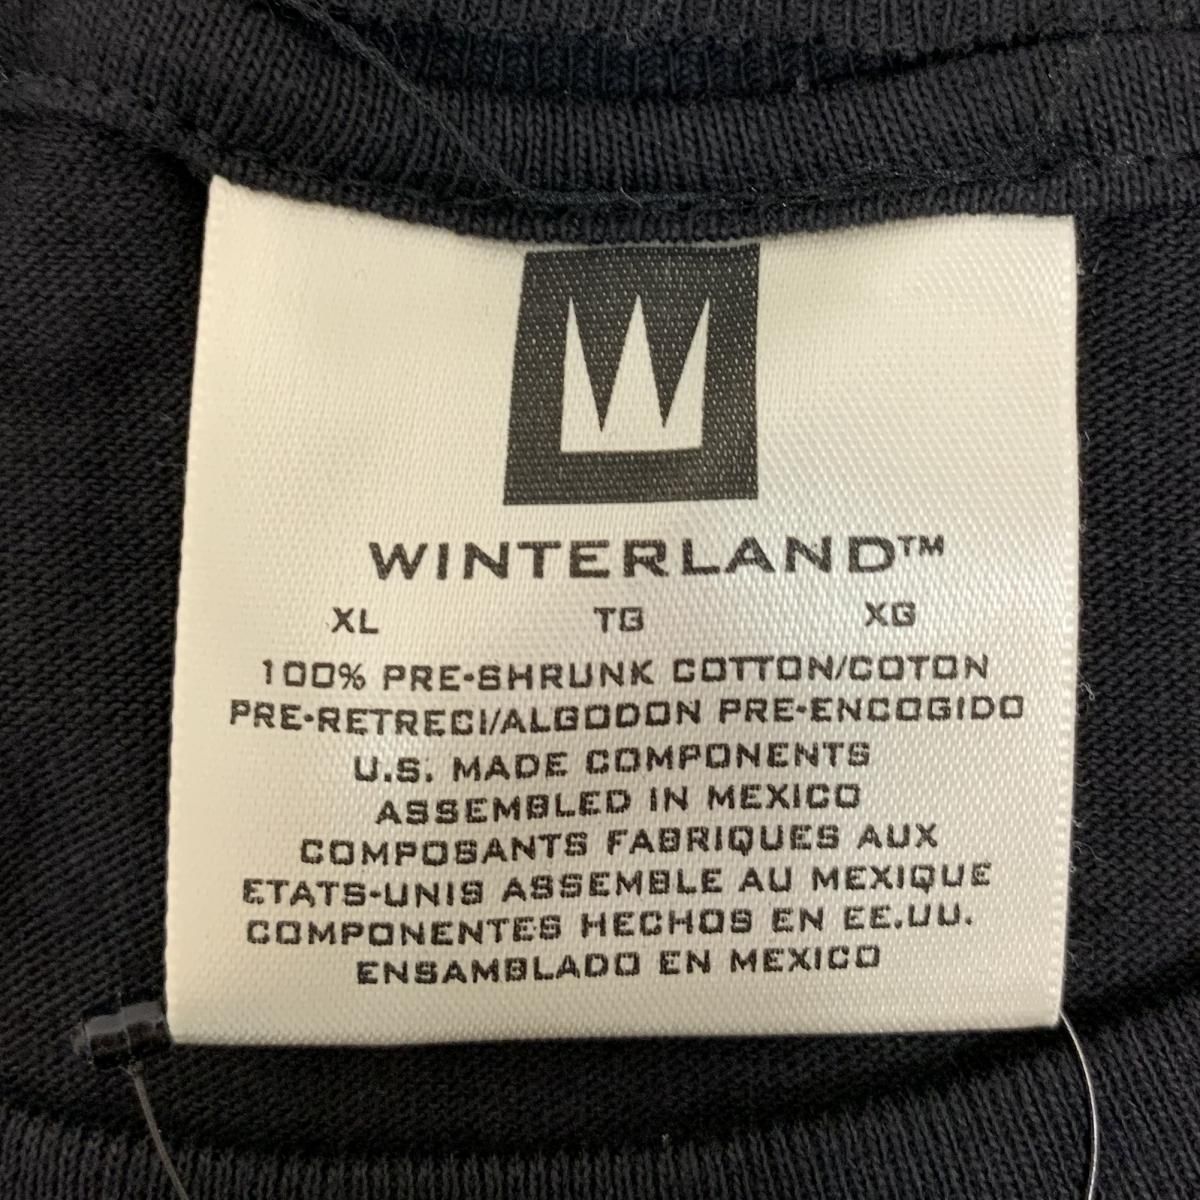 WINTERLAND™
XL TG XG
100% PRE-SHRUNK COTTON/COTON
PRE-RETRECI/ALGODON PRE-ENCOGIDO
U.S. MADE COMPONENTS
ASSEMBLED IN MEXICO
COMPOSANTS FABRIQUES AUX
ETATS-UNIS ASSEMBLE AU MEXIQUE
COMPONENTES HECHOS EN EE.UU.
ENSAMBLADO EN MEXICO